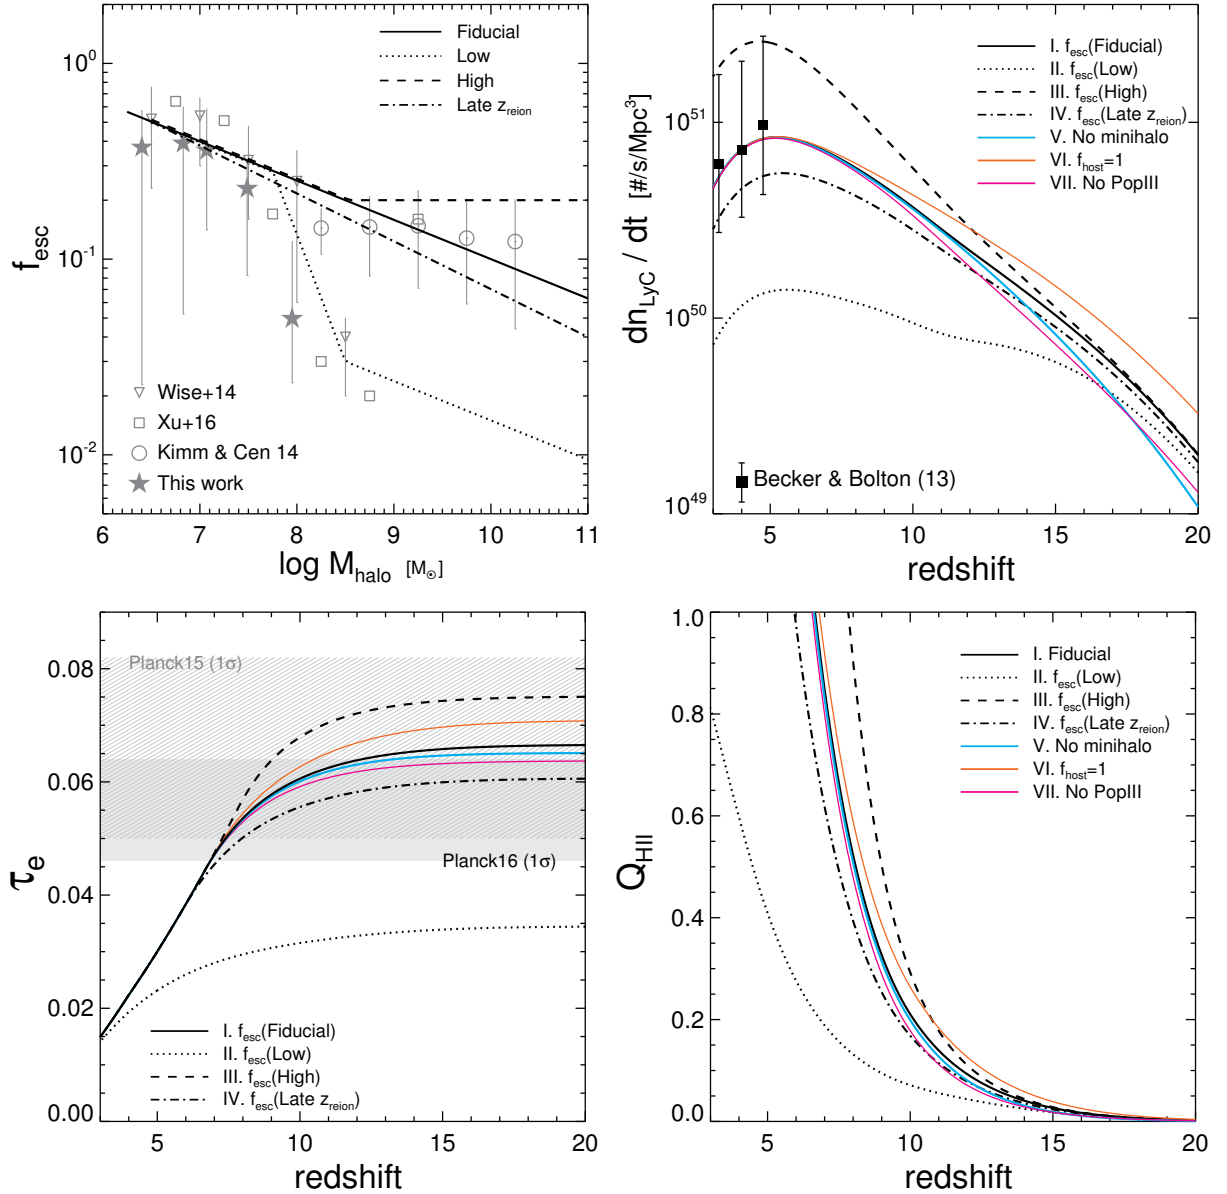 Fiducial
Low
High
Late z_reion
10^0
10^-1
10^-2
f_esc
Wise+14
Xu+16
Kimm & Cen 14
This work
6 7 8 9 10 11
log M_halo [M_⊙]
I. f_esc(Fiducial)
II. f_esc(Low)
III. f_esc(High)
IV. f_esc(Late z_reion)
V. No minihalo
VI. f_host=1
VII. No PopIII
10^51
10^50
10^49
dn_LyC / dt [#/s/Mpc^3]
Becker & Bolton (13)
5 10 15 20
redshift
Planck15 (1σ)
Planck16 (1σ)
0.08
0.06
0.04
0.02
0.00
τ_e
I. f_esc(Fiducial)
II. f_esc(Low)
III. f_esc(High)
IV. f_esc(Late z_reion)
5 10 15 20
redshift
I. Fiducial
II. f_esc(Low)
III. f_esc(High)
IV. f_esc(Late z_reion)
V. No minihalo
VI. f_host=1
VII. No PopIII
1.0
0.8
0.6
0.4
0.2
0.0
Q_HII
5 10 15 20
redshift